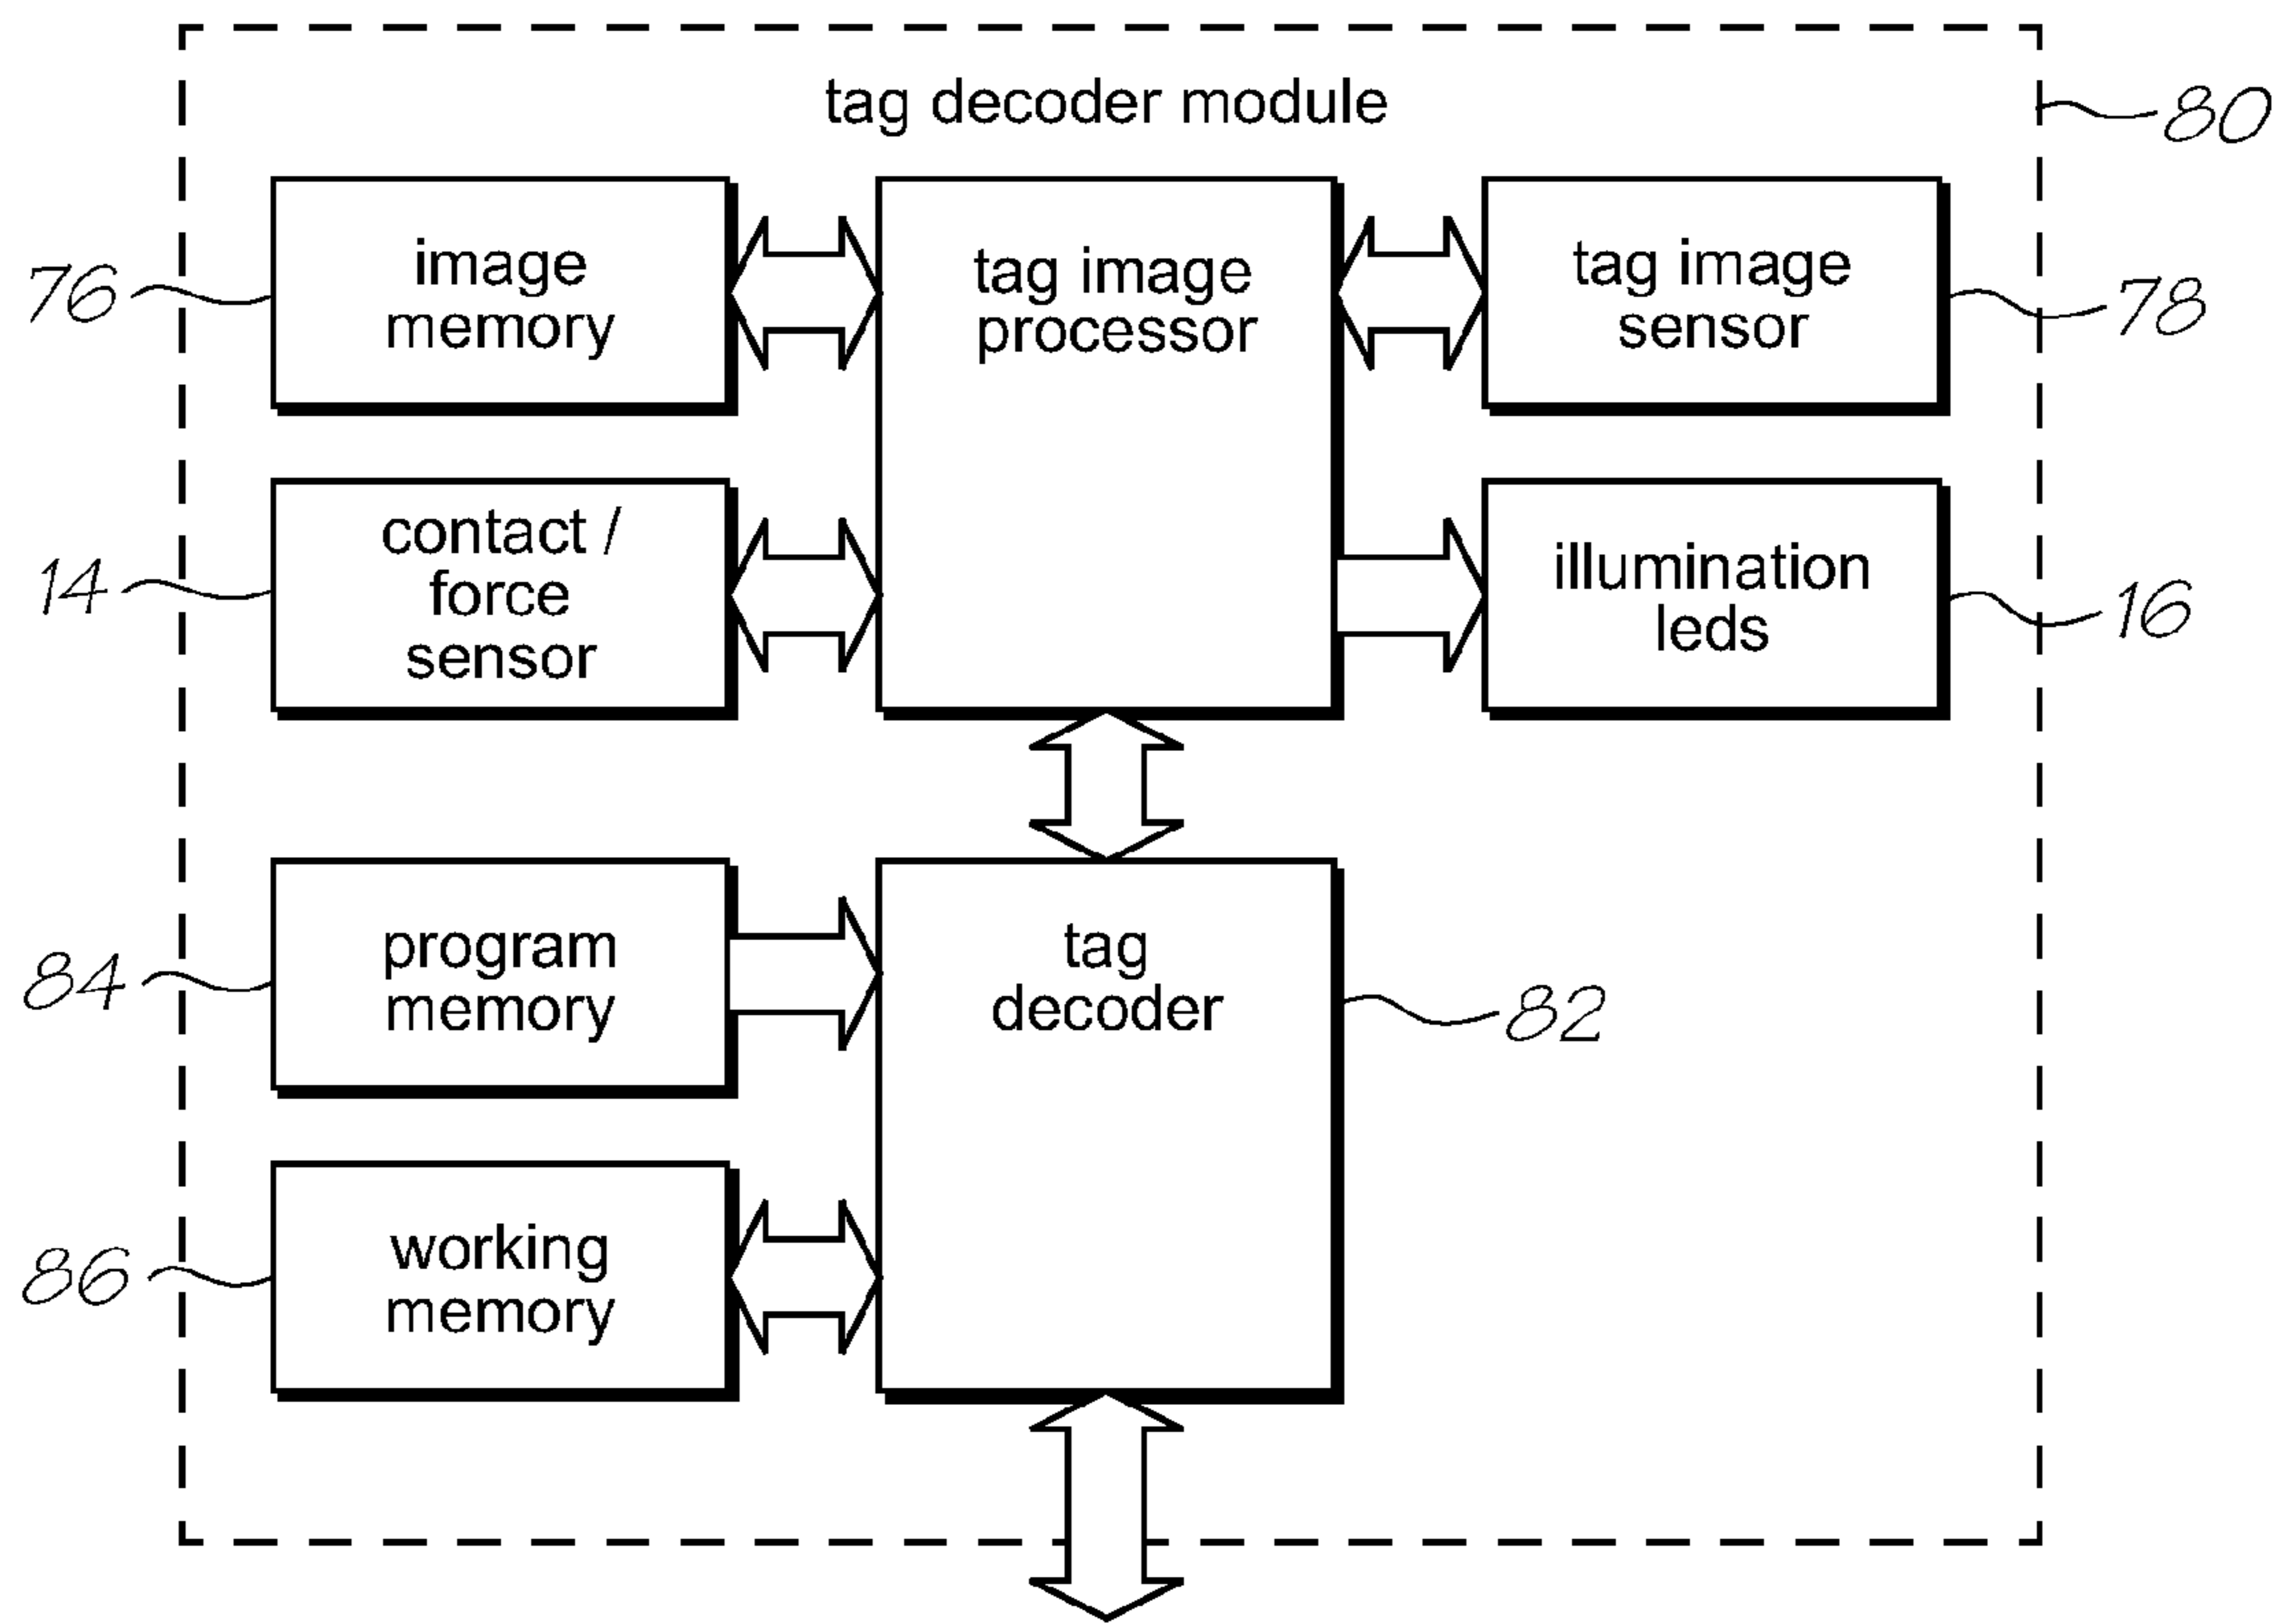 tag decoder module
80
image
memory
76
tag image
processor
tag image
sensor
78
contact /
force
sensor
14
illumination
leds
16
program
memory
84
tag
decoder
82
working
memory
86